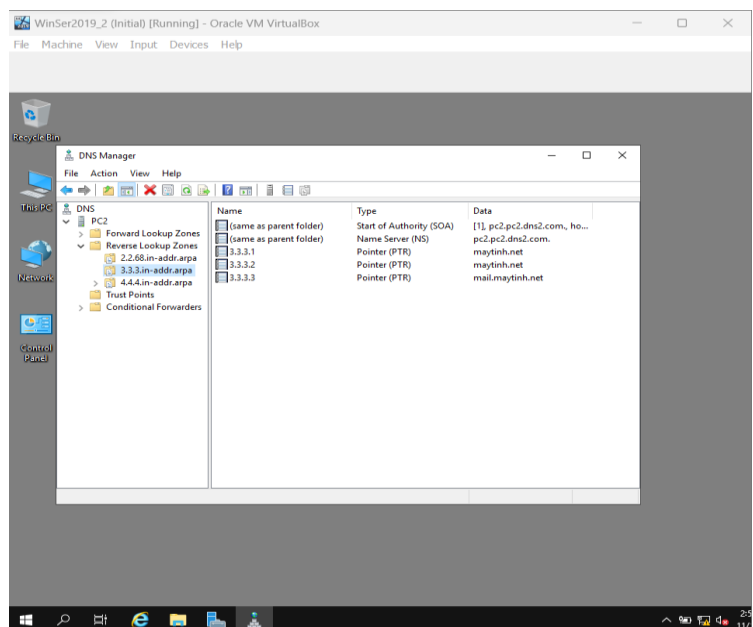 WinSer2019_2 (Initial) [Running] - Oracle VM VirtualBox
File Machine View Input Devices Help
Recycle Bin
DNS Manager
File Action View Help
This PC
DNS
PC2
Forward Lookup Zones
Reverse Lookup Zones
2.2.68.in-addr.arpa
3.3.3.in-addr.arpa
4.4.4.in-addr.arpa
Trust Points
Conditional Forwarders
Name Type Data
(same as parent folder) Start of Authority (SOA) [1], pc2.pc2.dns2.com., ho...
(same as parent folder) Name Server (NS) pc2.pc2.dns2.com.
3.3.3.1 Pointer (PTR) maytinh.net
3.3.3.2 Pointer (PTR) maytinh.net
3.3.3.3 Pointer (PTR) mail.maytinh.net
Network
Control
Panel